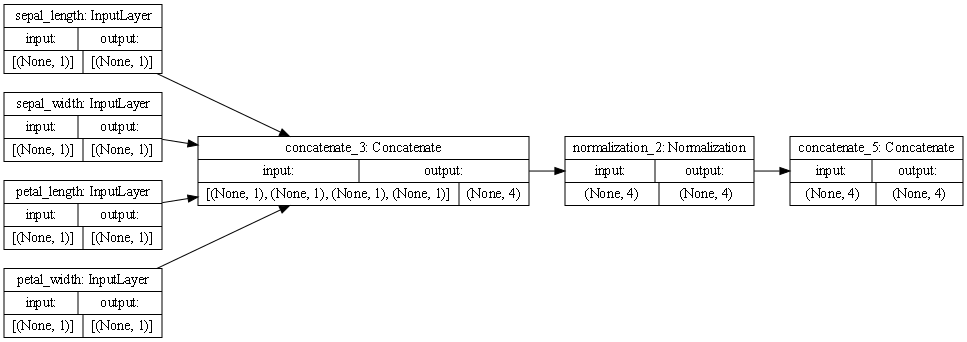 sepal_length: InputLayer
input: output:
[(None, 1)] [(None, 1)]
sepal_width: InputLayer
input: output:
[(None, 1)] [(None, 1)]
petal_length: InputLayer
input: output:
[(None, 1)] [(None, 1)]
petal_width: InputLayer
input: output:
[(None, 1)] [(None, 1)]
concatenate_3: Concatenate
input: output:
[(None, 1), (None, 1), (None, 1), (None, 1)] (None, 4)
normalization_2: Normalization
input: output:
(None, 4) (None, 4)
concatenate_5: Concatenate
input: output:
(None, 4) (None, 4)